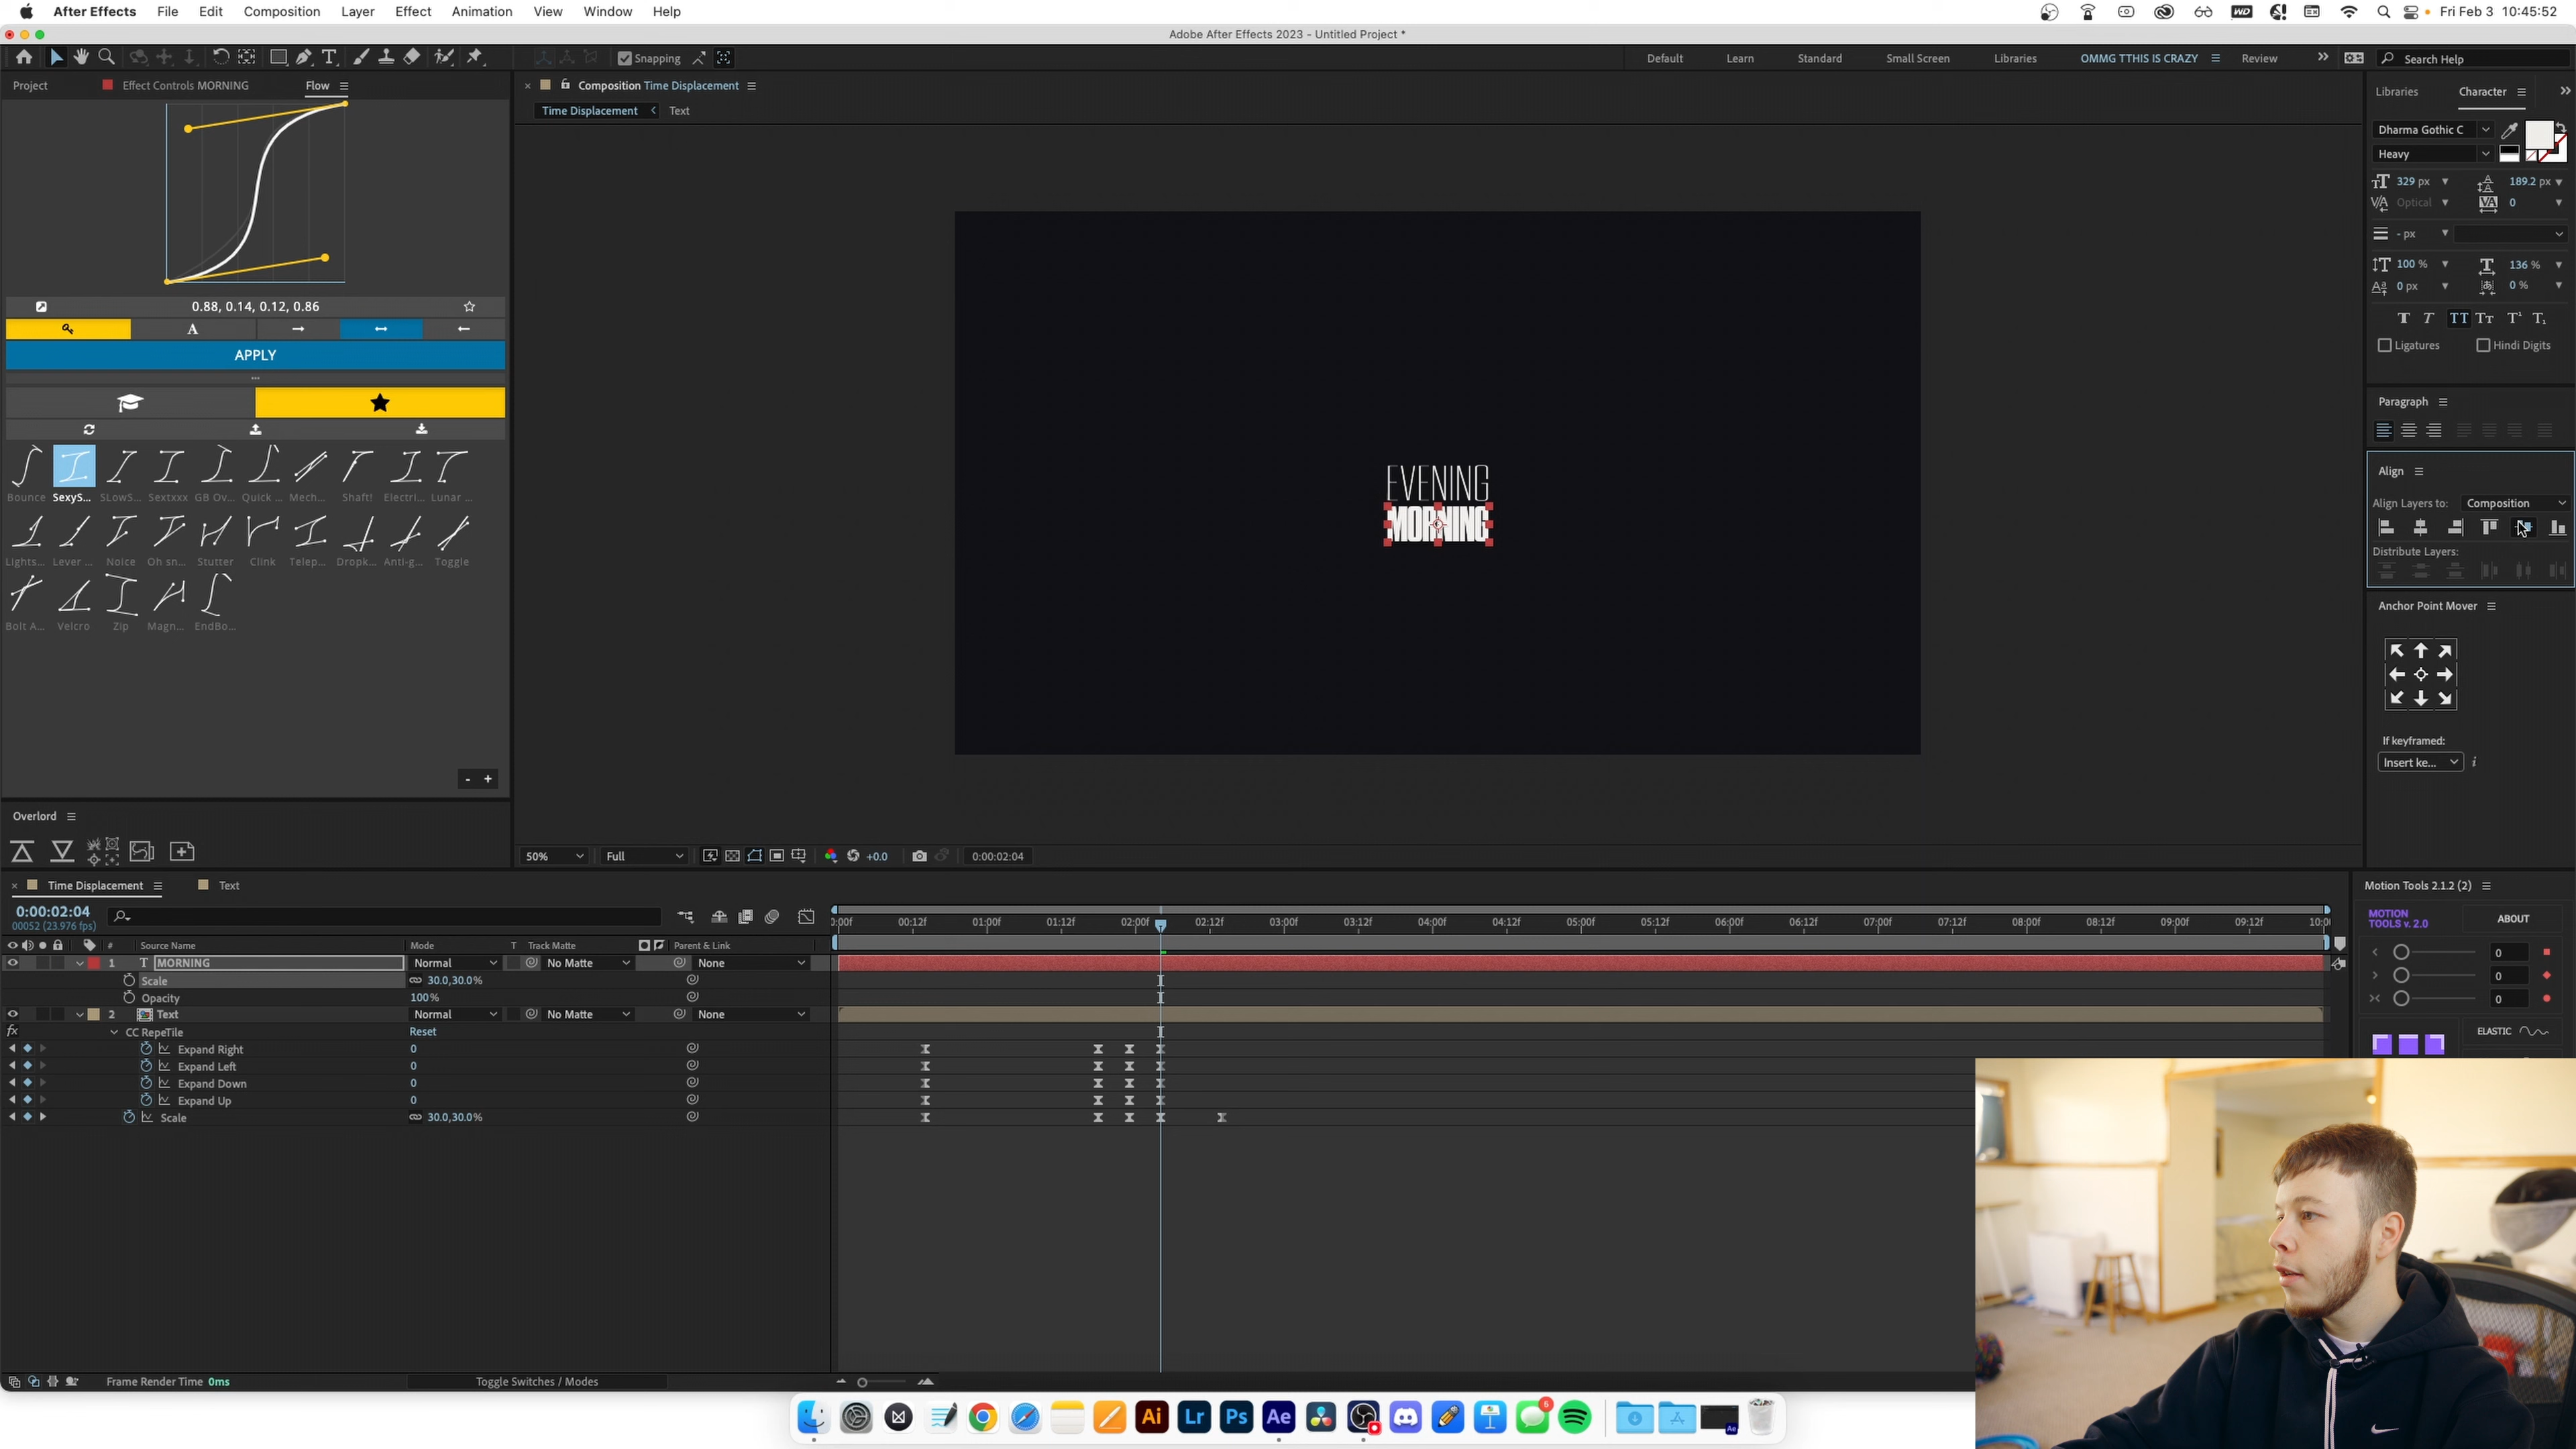 After Effects File Edit Composition Layer Effect Animation View Window Help
WD
Fri Feb 3 10:45:52
Adobe After Effects 2023 - Untitled Project *
Snapping
Default Learn Standard Small Screen Libraries OMMG TTHIS IS CRAZY Review
Search Help
Project Effect Controls MORNING Flow
Composition Time Displacement
Time Displacement Text
Libraries Character
Dharma Gothic C
Heavy
329 px 189.2 px
Optical 0
- px
100 % 136 %
0 px 0 %
Ligatures Hindi Digits
Paragraph
Align
Align Layers to: Composition
Distribute Layers:
Anchor Point Mover
If keyframed:
Insert ke...
0.88, 0.14, 0.12, 0.86
APPLY
Bounce SexyS... SLowS... Sextxxx GB Ov... Quick ... Mech... Shaft! Electri... Lunar ...
Lights... Lever ... Noice Oh sn... Stutter Clink Telep... Dropk... Anti-g... Toggle
Bolt A... Velcro Zip Magn... EndBo...
- +
EVENING
MORNING
Overlord
50% Full +0.0 0:00:02:04
Time Displacement Text
0:00:02:04
00052 (23.976 fps)
0:00f 00:12f 01:00f 01:12f 02:00f 02:12f 03:00f 03:12f 04:00f 04:12f 05:00f 05:12f 06:00f 06:12f 07:00f 07:12f 08:00f 08:12f 09:00f 09:12f 10:0
# Source Name Mode T Track Matte Parent & Link
1 T MORNING Normal No Matte None
Scale 30.0,30.0%
Opacity 100%
2 Text Normal No Matte None
fx CC RepeTile Reset
Expand Right 0
Expand Left 0
Expand Down 0
Expand Up 0
Scale 30.0,30.0%
Motion Tools 2.1.2 (2)
MOTION
TOOLS v. 2.0
ABOUT
0
0
0
ELASTIC
Frame Render Time 0ms Toggle Switches / Modes
Ai Lr Ps Ae 5 Ae